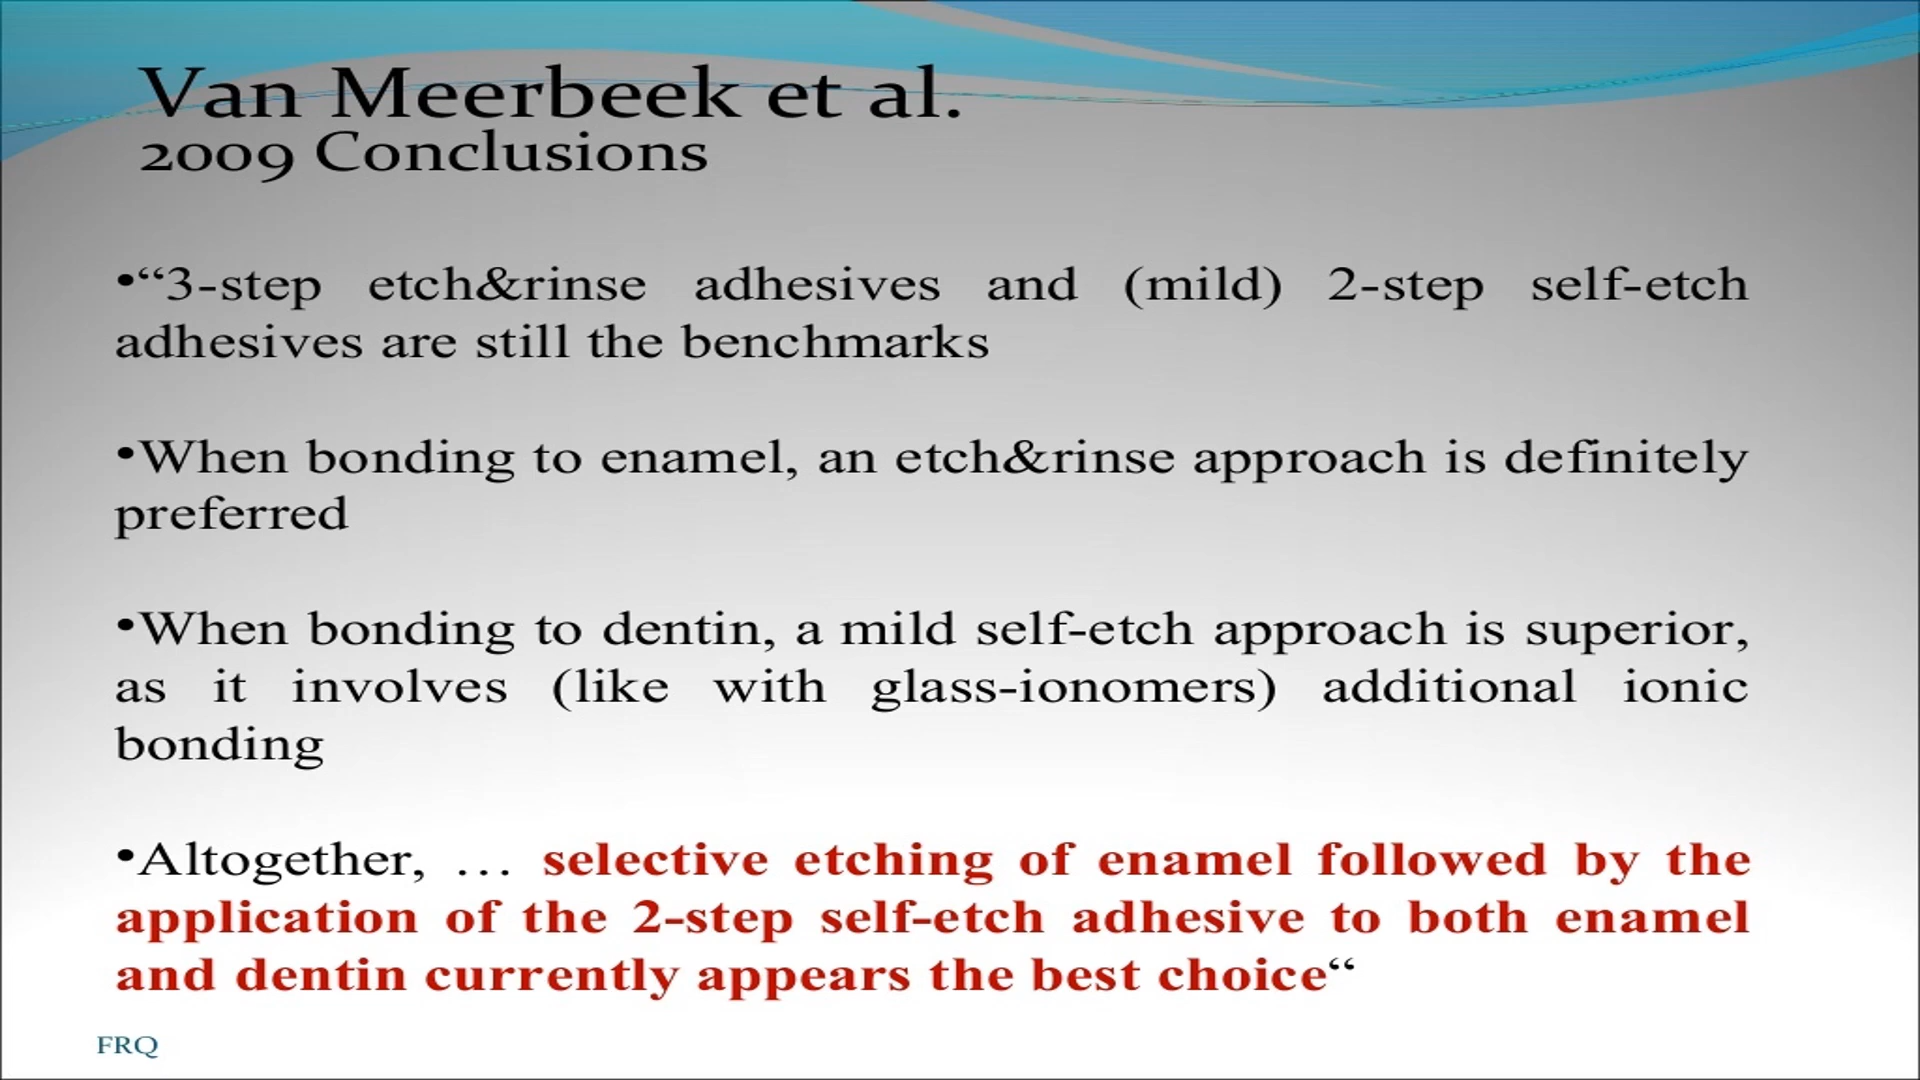 Van Meerbeek et al.
2009 Conclusions
•“3-step etch&rinse adhesives and (mild) 2-step self-etch
adhesives are still the benchmarks
•When bonding to enamel, an etch&rinse approach is definitely
preferred
•When bonding to dentin, a mild self-etch approach is superior,
as it involves (like with glass-ionomers) additional ionic
bonding
•Altogether, … selective etching of enamel followed by the
application of the 2-step self-etch adhesive to both enamel
and dentin currently appears the best choice“
FRQ